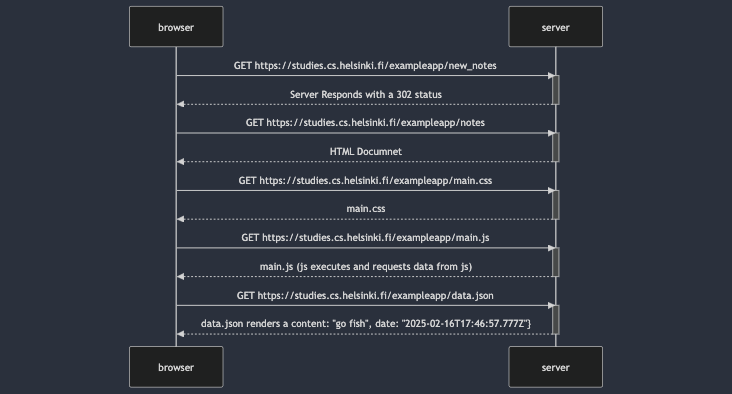 browser
server
GET https://studies.cs.helsinki.fi/exampleapp/new_notes
Server Responds with a 302 status
GET https://studies.cs.helsinki.fi/exampleapp/notes
HTML Documnet
GET https://studies.cs.helsinki.fi/exampleapp/main.css
main.css
GET https://studies.cs.helsinki.fi/exampleapp/main.js
main.js (js executes and requests data from js)
GET https://studies.cs.helsinki.fi/exampleapp/data.json
data.json renders a content: "go fish", date: "2025-02-16T17:46:57.777Z"}
browser
server